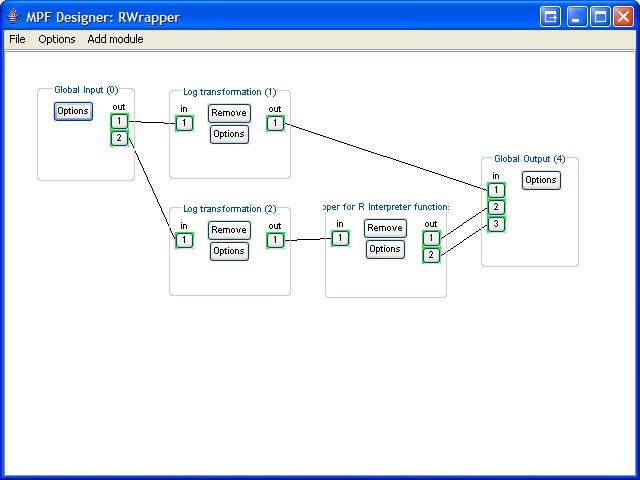 MPF Designer: RWrapper
File Options Add module
Global Input (0)
Options
out
1
2
Log transformation (1)
in
1
Remove
Options
out
1
Log transformation (2)
in
1
Remove
Options
out
1
pper for R Interpreter function:
in
1
Remove
Options
out
1
2
Global Output (4)
in
1
2
3
Options